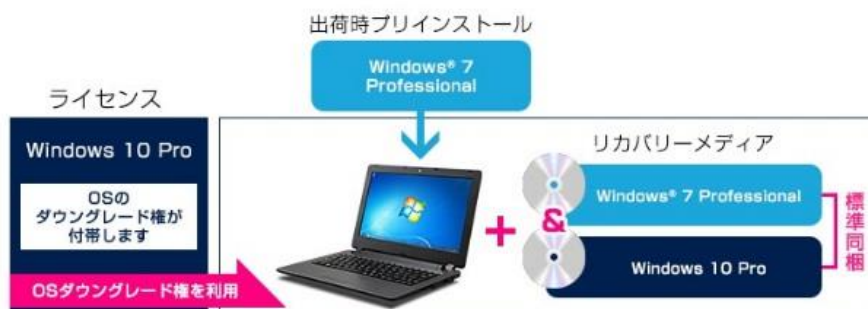 出荷時プリインストール
Windows® 7
Professional
ライセンス
Windows 10 Pro
OSの
ダウングレード権が
付帯します
OSダウングレード権を利用
+
リカバリーメディア
Windows® 7 Professional
&
Windows 10 Pro
標準同梱